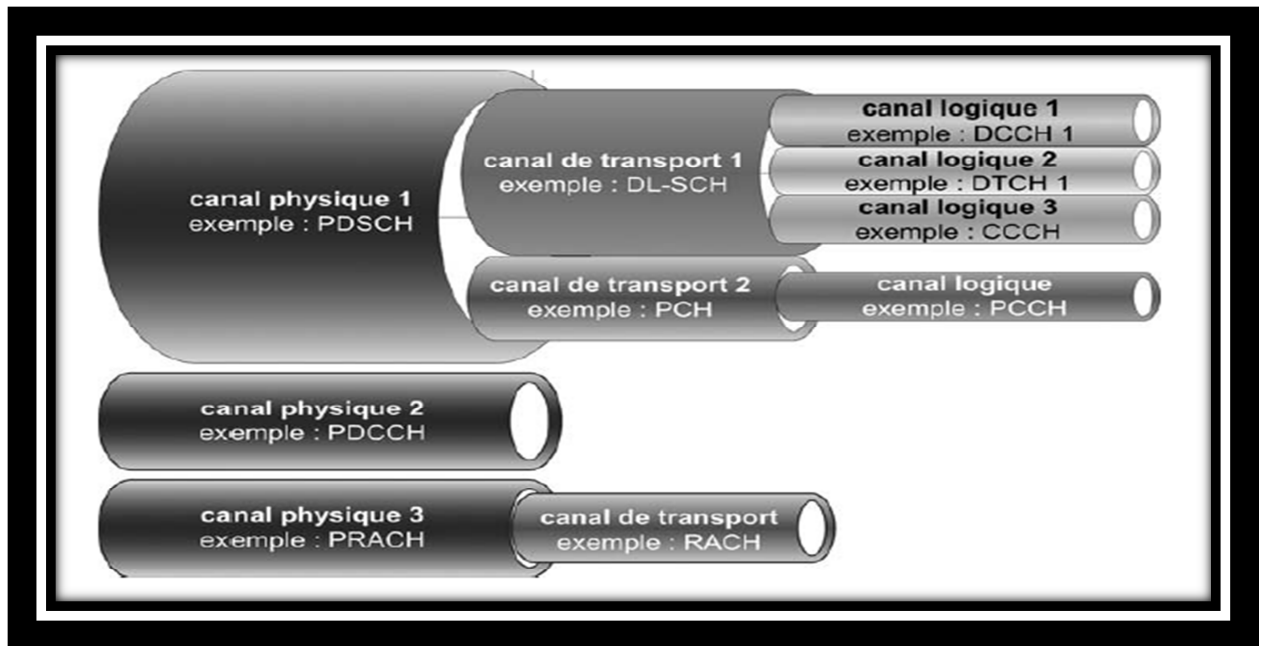 canal physique 1
exemple : PDSCH
canal de transport 1
exemple : DL-SCH
canal logique 1
exemple : DCCH 1
canal logique 2
exemple : DTCH 1
canal logique 3
exemple : CCCH
canal de transport 2
exemple : PCH
canal logique
exemple : PCCH
canal physique 2
exemple : PDCCH
canal physique 3
exemple : PRACH
canal de transport
exemple : RACH